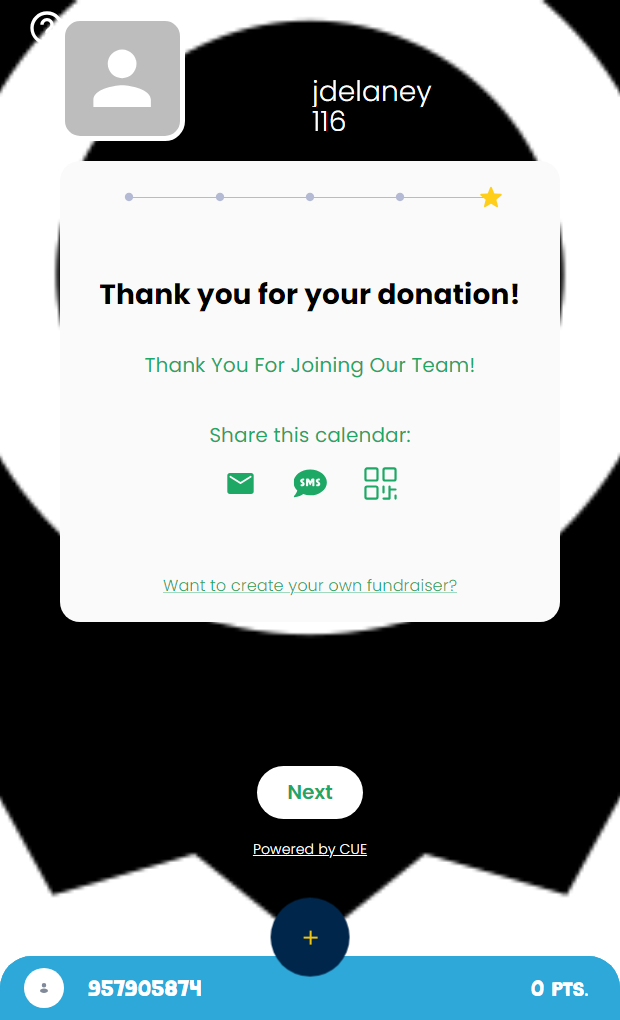 jdelaney
116
Thank you for your donation!
Thank You For Joining Our Team!
Share this calendar:
SMS
Want to create your own fundraiser?
Next
Powered by CUE
+
957905874
0 PTS.